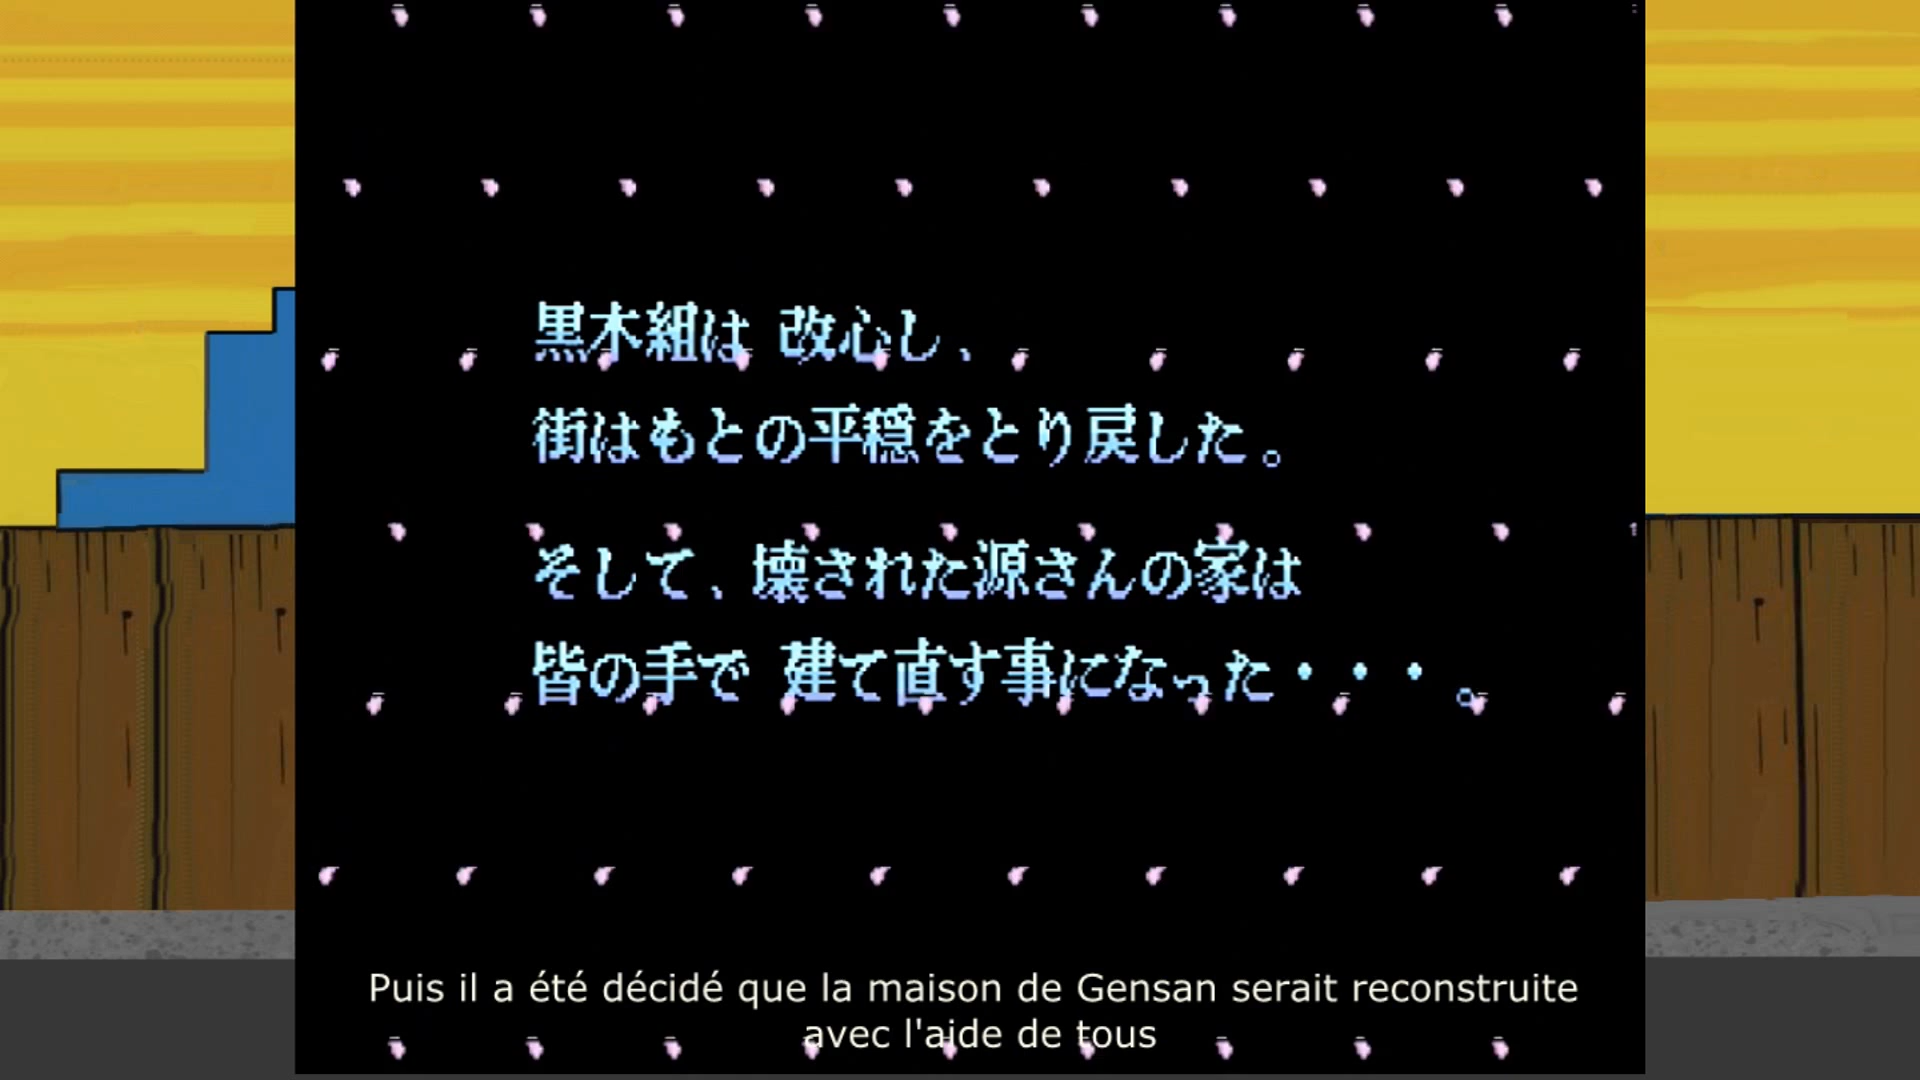 黒木組は 改心し、
街はもとの平穏をとり戻した。
そして、壊された源さんの家は
皆の手で 建て直す事になった・・・。
Puis il a été décidé que la maison de Gensan serait reconstruite
avec l'aide de tous